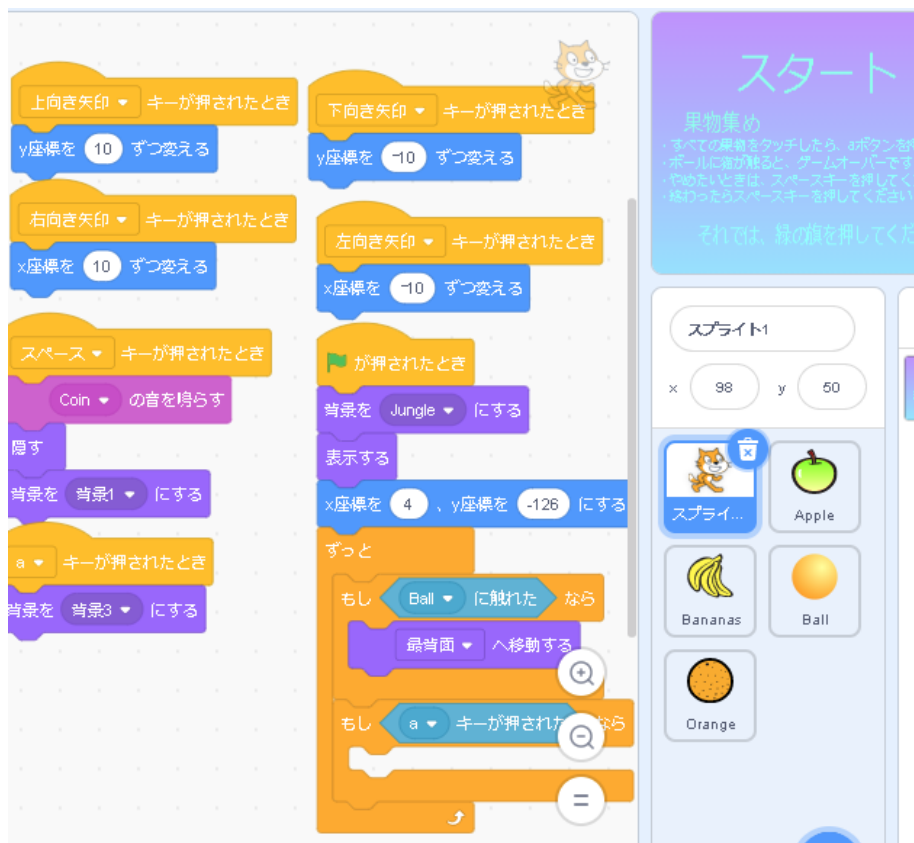 上向き矢印 キーが押されたとき
y座標を 10 ずつ変える
右向き矢印 キーが押されたとき
x座標を 10 ずつ変える
スペース キーが押されたとき
Coin の音を鳴らす
隠す
背景を 背景1 にする
a キーが押されたとき
背景を 背景3 にする
下向き矢印 キーが押されたとき
y座標を -10 ずつ変える
左向き矢印 キーが押されたとき
x座標を -10 ずつ変える
が押されたとき
背景を Jungle にする
表示する
x座標を 4 、y座標を -126 にする
ずっと
もし Ball に触れた なら
最背面 へ移動する
もし a キーが押された なら
スタート
果物集め
・すべての果物をタッチしたら、aボタンを押
・ボールに猫が触ると、ゲームオーバーです
・やめたいときは、スペースキーを押してく
・終わったらスペースキーを押してください
それでは、緑の旗を押してくだ
スプライト1
x 98 y 50
スプライ...
Apple
Bananas
Ball
Orange